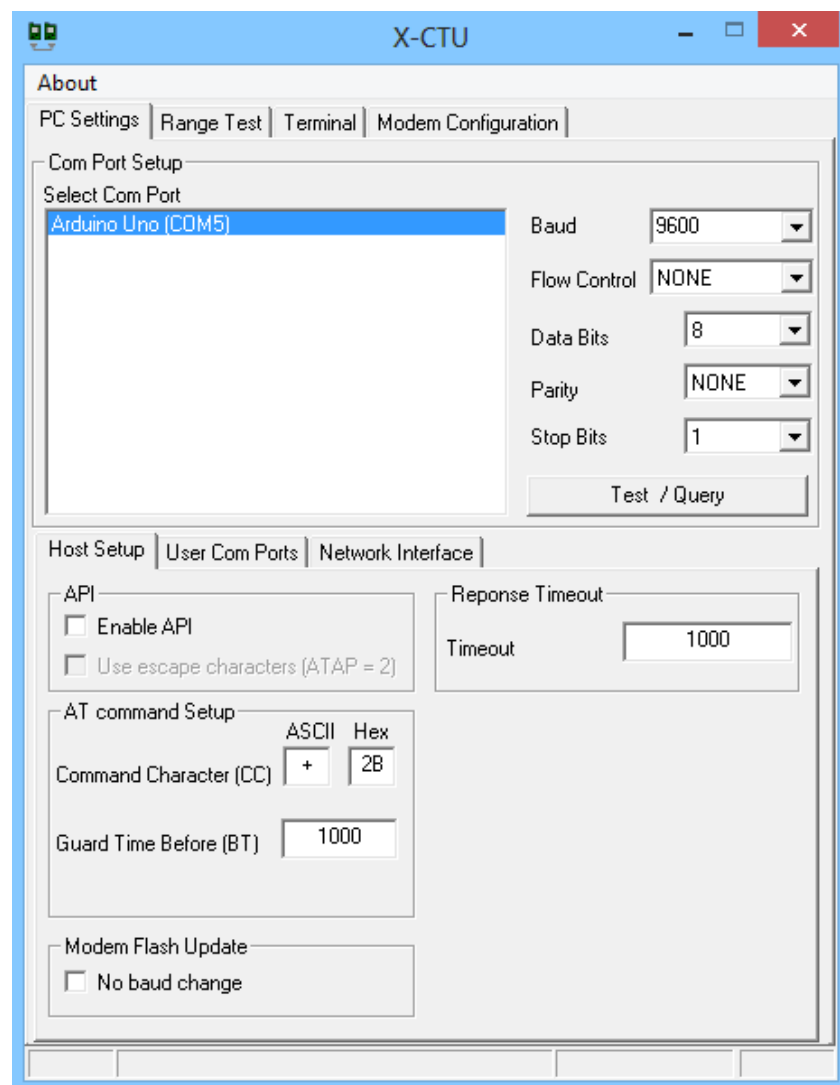 X-CTU
About
PC Settings Range Test Terminal Modem Configuration
Com Port Setup
Select Com Port
Arduino Uno (COM5)
Baud 9600
Flow Control NONE
Data Bits 8
Parity NONE
Stop Bits 1
Test / Query
Host Setup User Com Ports Network Interface
API
Enable API
Use escape characters (ATAP = 2)
Reponse Timeout
Timeout 1000
AT command Setup
ASCII Hex
Command Character (CC) + 2B
Guard Time Before (BT) 1000
Modem Flash Update
No baud change